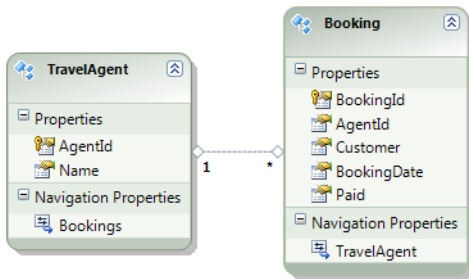 TravelAgent
Properties
AgentId
Name
Navigation Properties
Bookings
1
*
Booking
Properties
BookingId
AgentId
Customer
BookingDate
Paid
Navigation Properties
TravelAgent